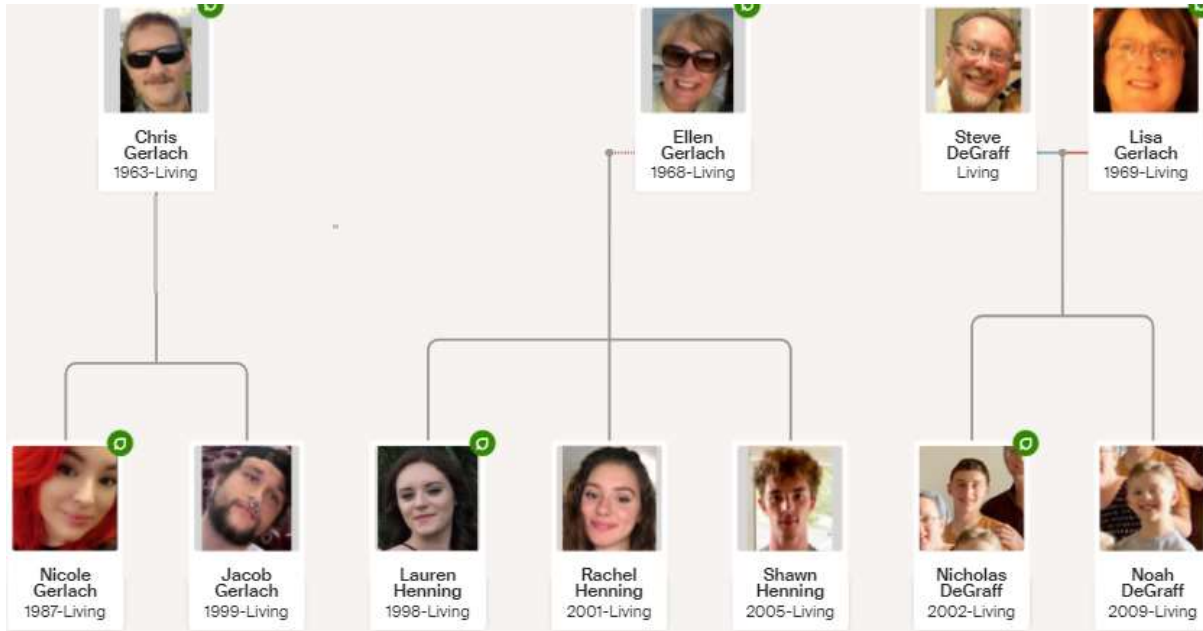 Chris
Gerlach
1963-Living
Ellen
Gerlach
1968-Living
Steve
DeGraff
Living
Lisa
Gerlach
1969-Living
Nicole
Gerlach
1987-Living
Jacob
Gerlach
1999-Living
Lauren
Henning
1998-Living
Rachel
Henning
2001-Living
Shawn
Henning
2005-Living
Nicholas
DeGraff
2002-Living
Noah
DeGraff
2009-Living